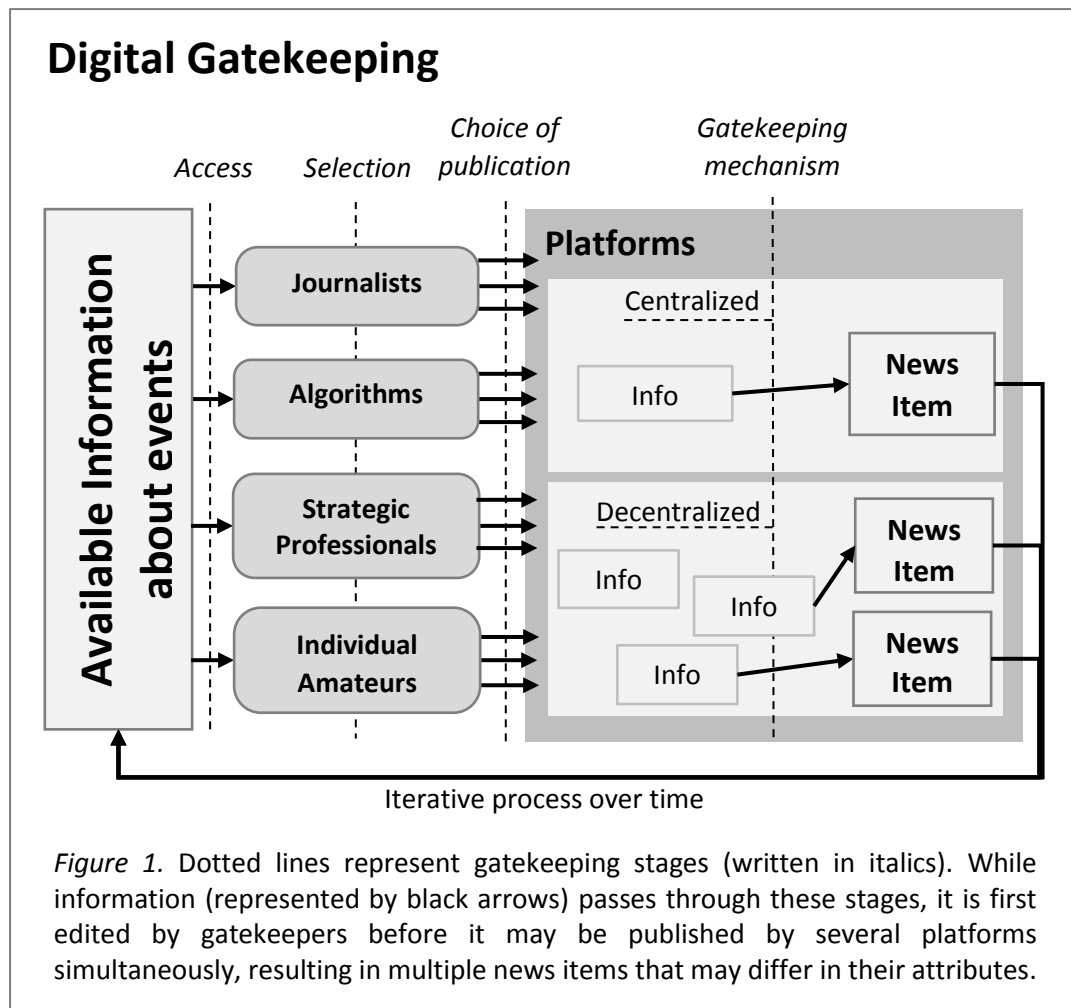 Digital Gatekeeping
Access
Selection
Choice of
publication
Gatekeeping
mechanism
Available Information
about events
Journalists
Algorithms
Strategic
Professionals
Individual
Amateurs
Platforms
Centralized
Info
News
Item
Decentralized
Info
Info
Info
News
Item
News
Item
Iterative process over time
Figure 1. Dotted lines represent gatekeeping stages (written in italics). While
information (represented by black arrows) passes through these stages, it is first
edited by gatekeepers before it may be published by several platforms
simultaneously, resulting in multiple news items that may differ in their attributes.